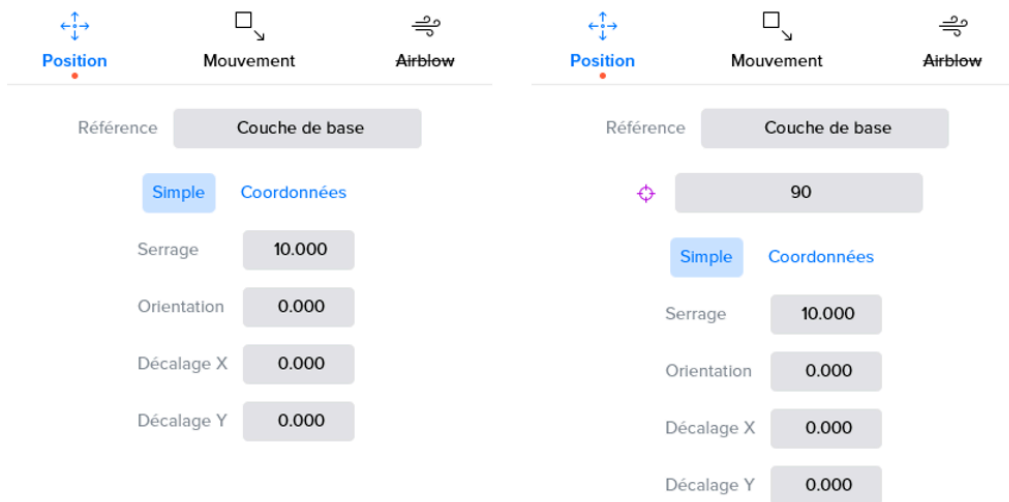 Position Mouvement Airblow
Référence Couche de base
Simple Coordonnées
Serrage 10.000
Orientation 0.000
Décalage X 0.000
Décalage Y 0.000
Position Mouvement Airblow
Référence Couche de base
90
Simple Coordonnées
Serrage 10.000
Orientation 0.000
Décalage X 0.000
Décalage Y 0.000